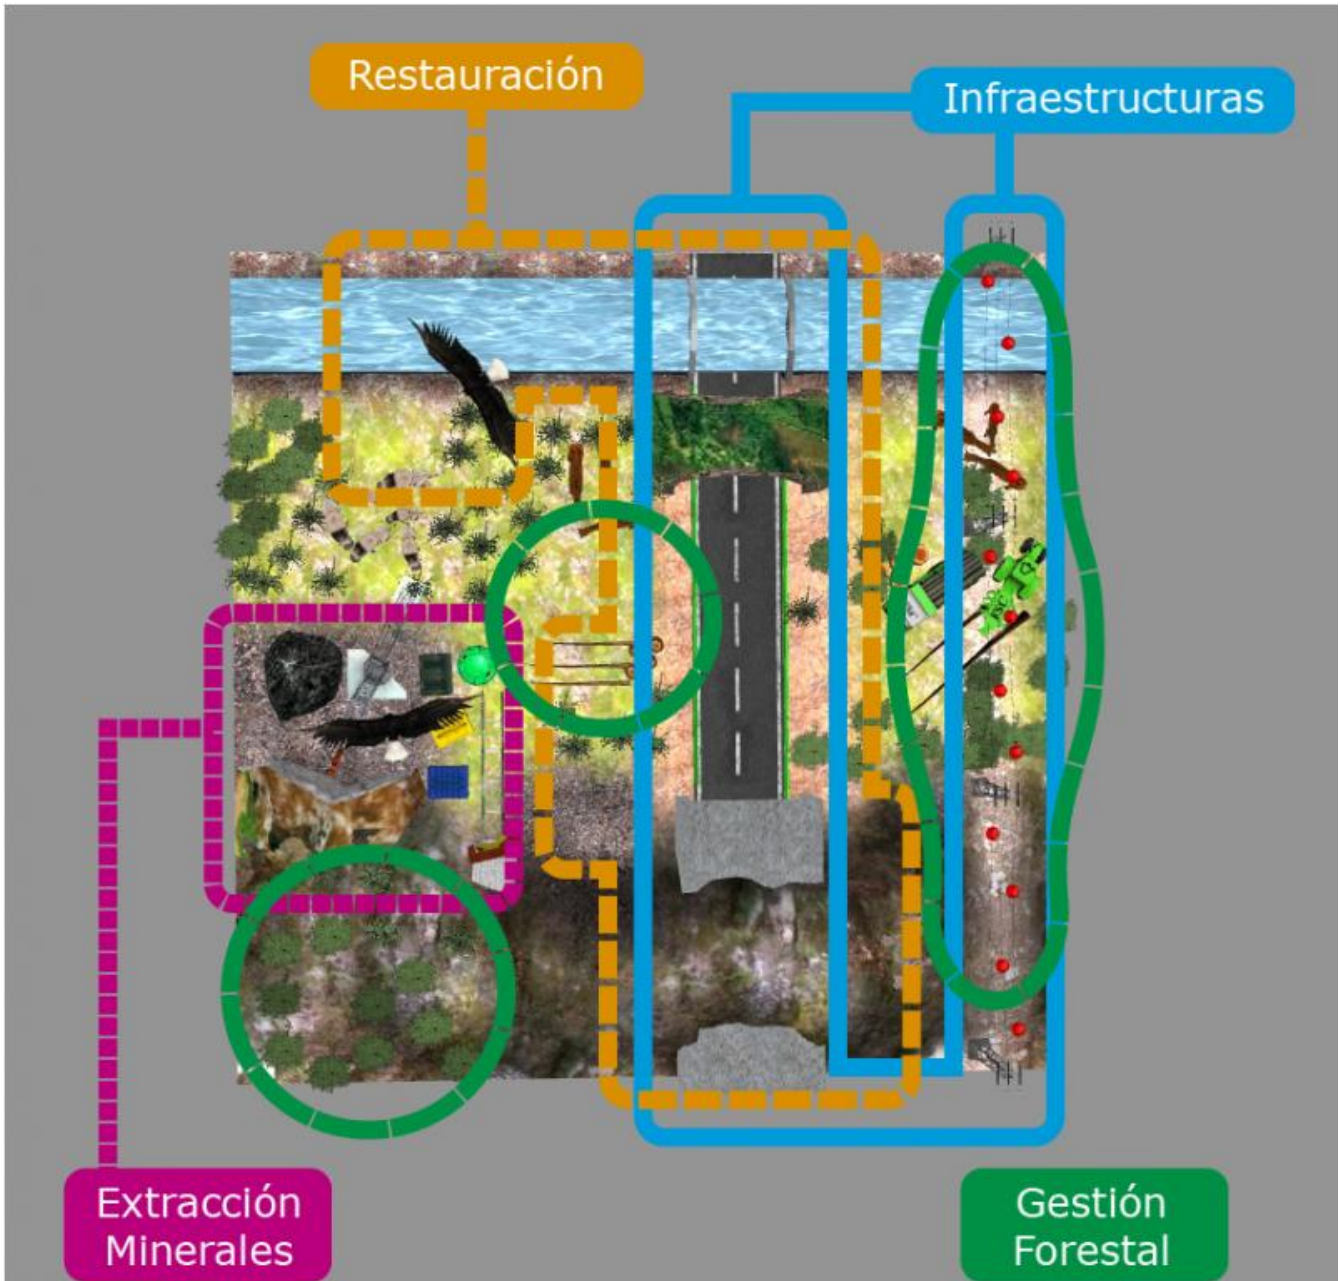 Restauración
Infraestructuras
Extracción
Minerales
Gestión
Forestal